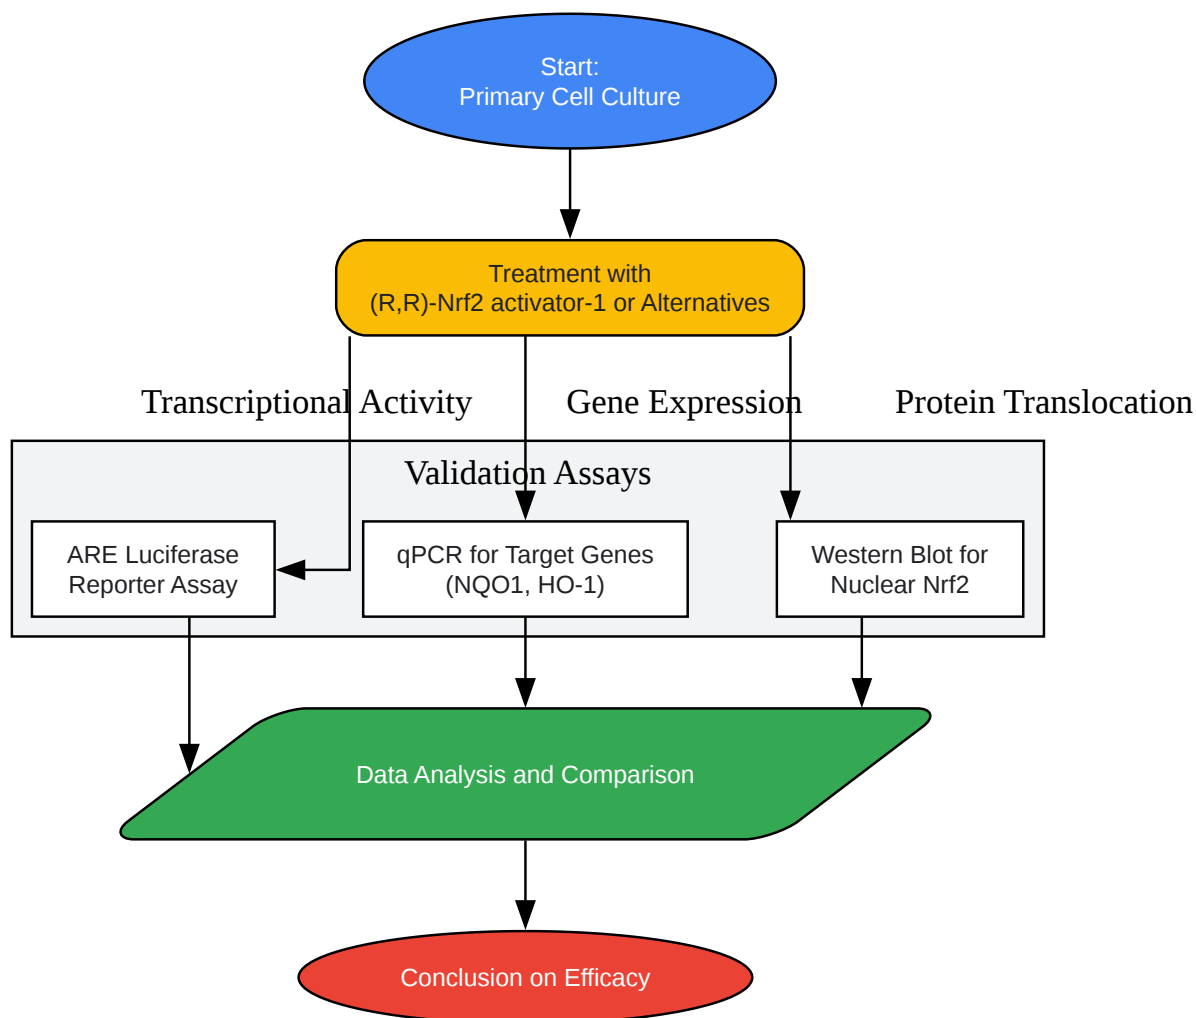 Start:
Primary Cell Culture
Treatment with
(R,R)-Nrf2 activator-1 or Alternatives
Transcriptional Activity
Gene Expression
Protein Translocation
Validation Assays
ARE Luciferase
Reporter Assay
qPCR for Target Genes
(NQO1, HO-1)
Western Blot for
Nuclear Nrf2
Data Analysis and Comparison
Conclusion on Efficacy